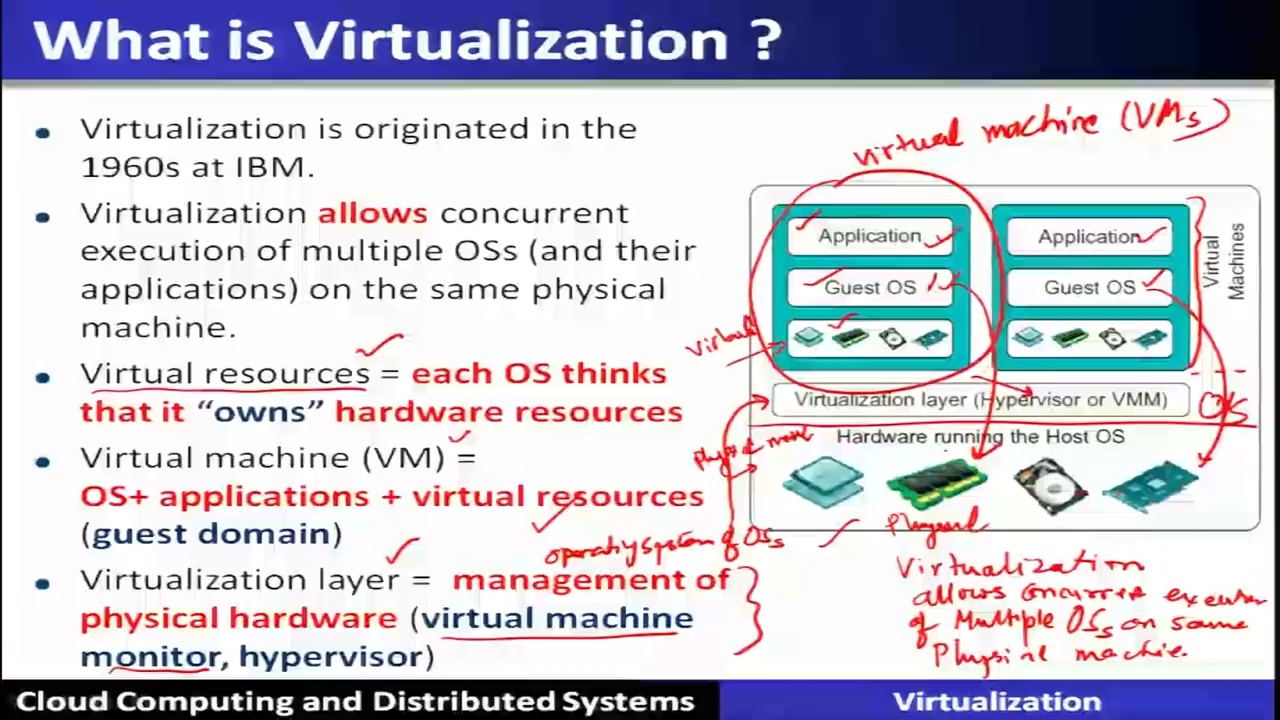 What is Virtualization ?
• Virtualization is originated in the
1960s at IBM.
• Virtualization allows concurrent
execution of multiple OSs (and their
applications) on the same physical
machine.
• Virtual resources = each OS thinks
that it “owns” hardware resources
• Virtual machine (VM) =
OS+ applications + virtual resources
(guest domain)
• Virtualization layer = management of
physical hardware (virtual machine
monitor, hypervisor)
virtual machine (VMs)
Application
Guest OS
Application
Guest OS
Virtual
Machines
Virtual
Virtualization layer (Hypervisor or VMM)
OS
Hardware running the Host OS
Physical
operating system of OSs
Physical
Virtualization
allows
of Multiple OSs on same
Physical machine.
Cloud Computing and Distributed Systems
Virtualization